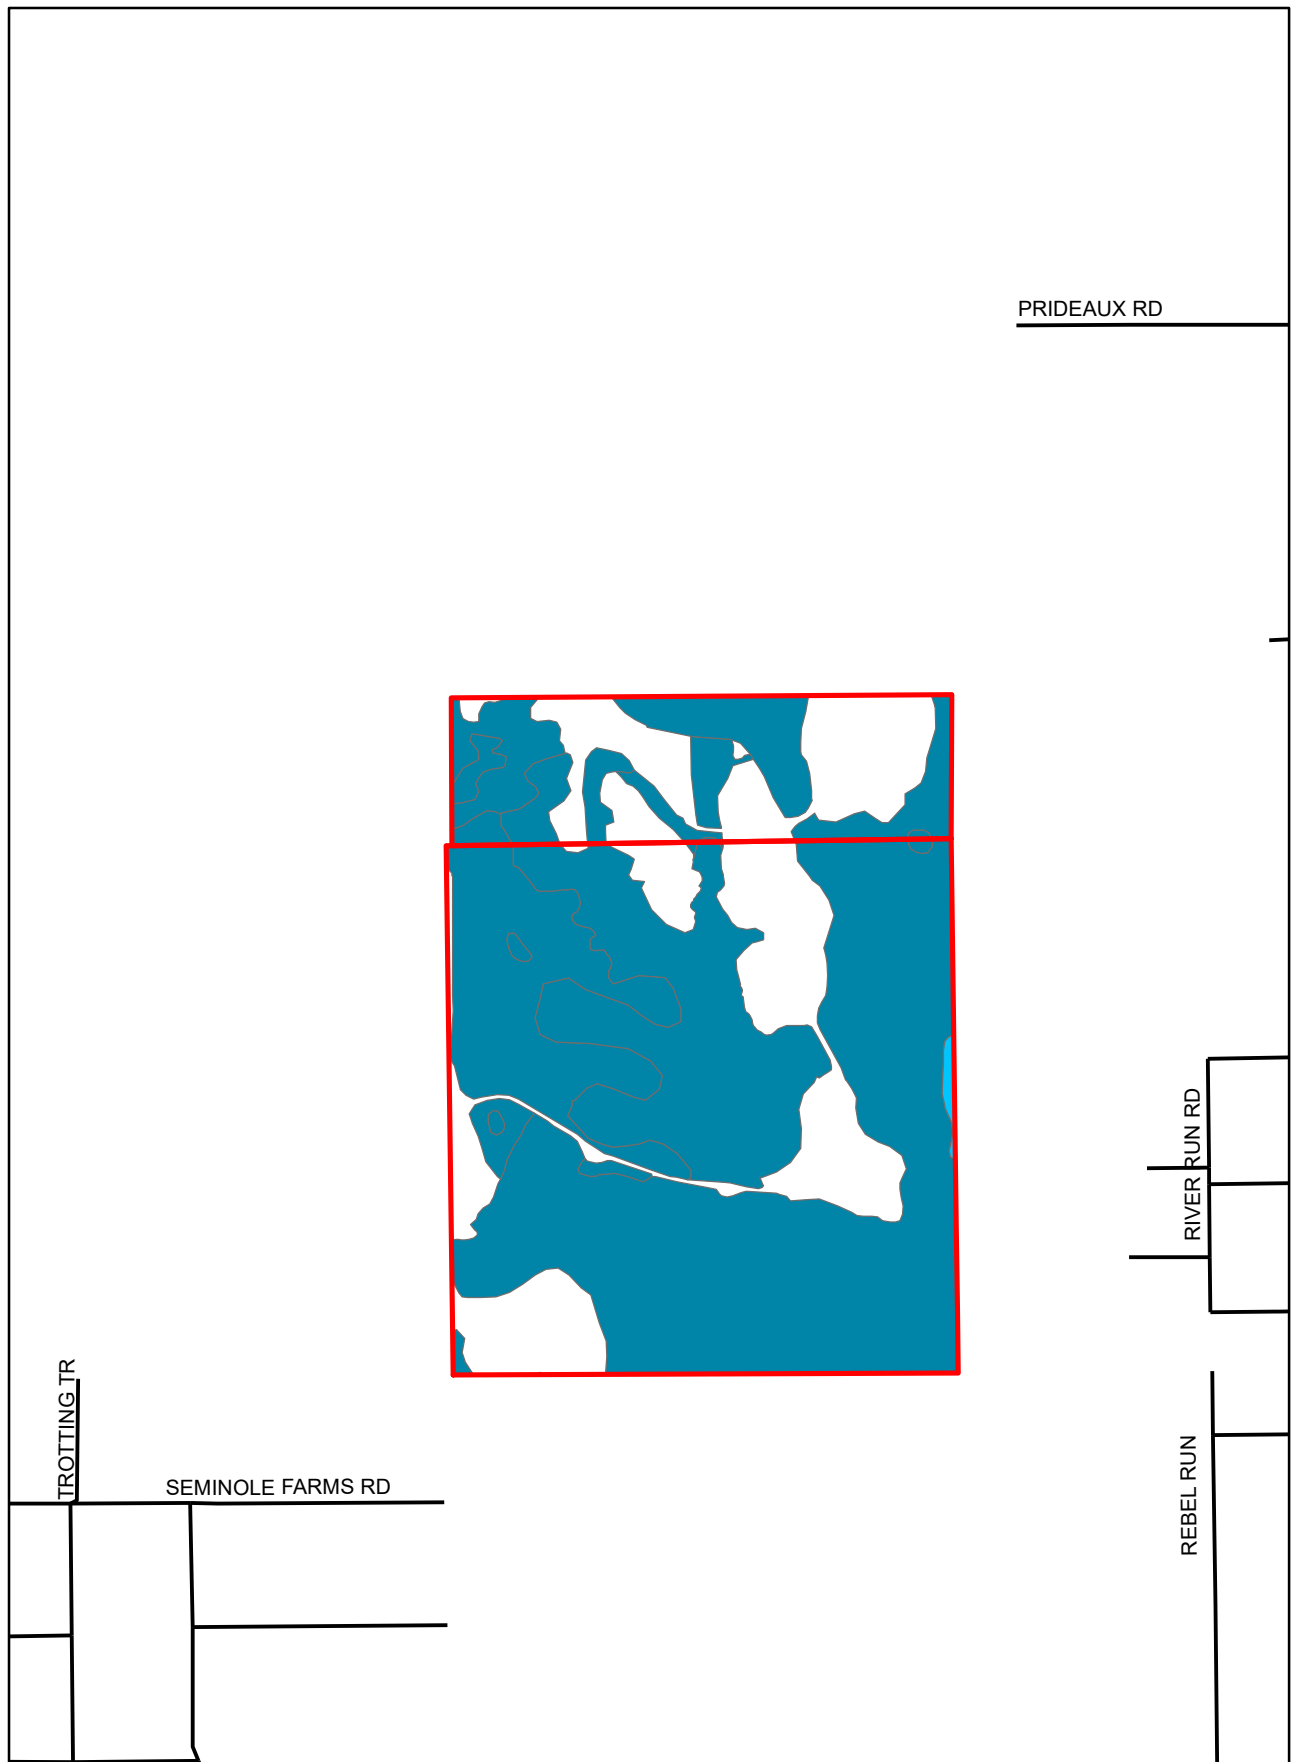 PRIDEAUX RD
RIVER RUN RD
TROTTING TR
SEMINOLE FARMS RD
REBEL RUN